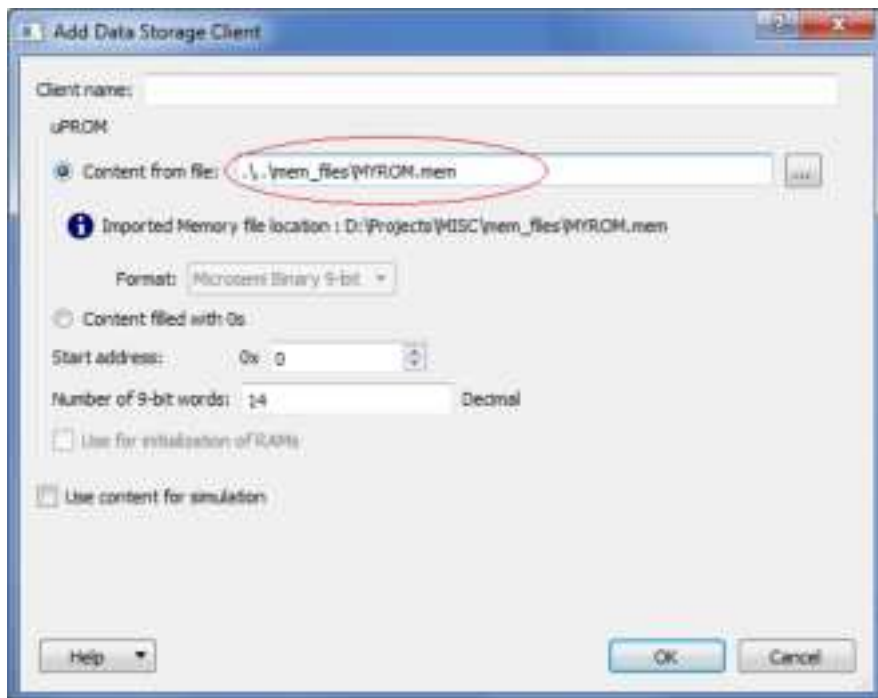 Add Data Storage Client
Client name:
uPROM
Content from file: .\..\mem_files\MYROM.mem ...
Imported Memory file location : D:\Projects\MISC\mem_files\MYROM.mem
Format: Microsemi Binary 9-bit
Content filled with 0s
Start address: 0x 0
Number of 9-bit words: 14 Decimal
Use for initialization of RAMs
Use content for simulation
Help OK Cancel